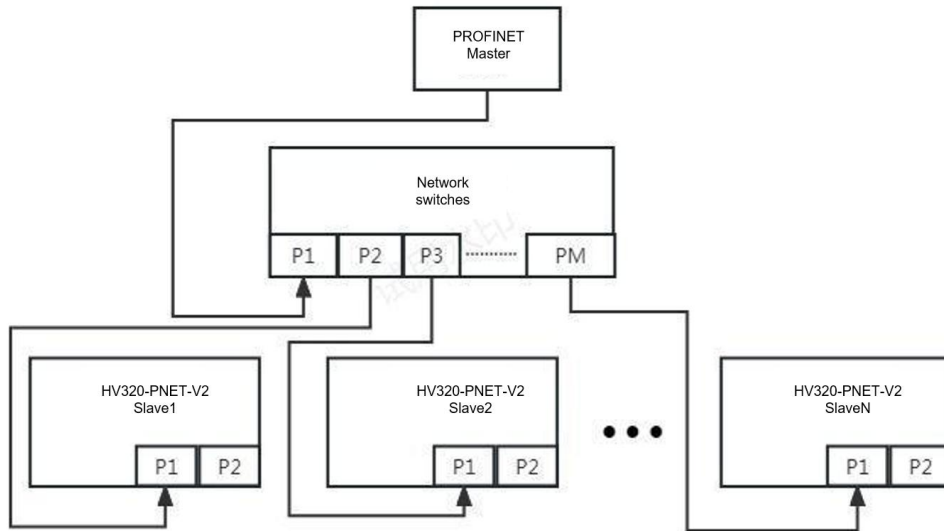 PROFINET
Master
Network
switches
P1 P2 P3 ......... PM
HV320-PNET-V2
Slave1
P1 P2
HV320-PNET-V2
Slave2
P1 P2
HV320-PNET-V2
SlaveN
P1 P2